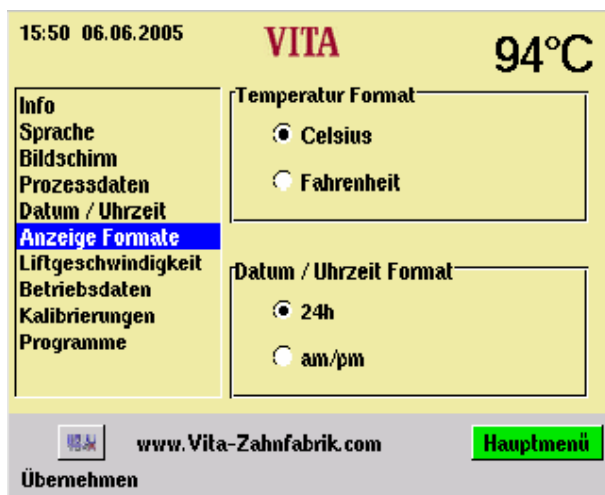 15:50 06.06.2005
VITA
94°C
Info
Sprache
Bildschirm
Prozessdaten
Datum / Uhrzeit
Anzeige Formate
Liftgeschwindigkeit
Betriebsdaten
Kalibrierungen
Programme
Temperatur Format
Celsius
Fahrenheit
Datum / Uhrzeit Format
24h
am/pm
www.Vita-Zahnfabrik.com
Hauptmenü
Übernehmen